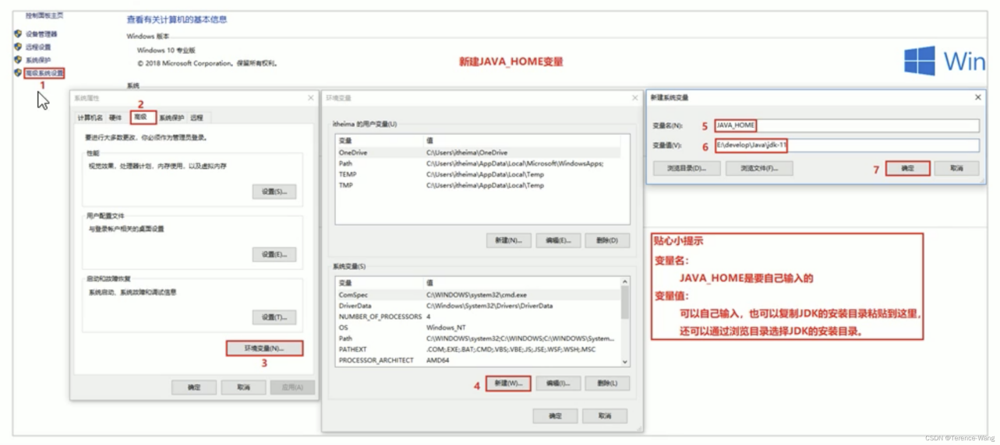 控制面板主页
设备管理器
远程设置
系统保护
高级系统设置
1
查看有关计算机的基本信息
Windows 版本
Windows 10 专业版
© 2018 Microsoft Corporation。保留所有权利。
系统
新建JAVA_HOME变量
Win
系统属性
2
计算机名 硬件 高级 系统保护 远程
要进行大多数更改，你必须作为管理员登录。
性能
视觉效果，处理器计划，内存使用，以及虚拟内存
设置(S)...
用户配置文件
与登录帐户相关的桌面设置
设置(E)...
启动和故障恢复
系统启动、系统故障和调试信息
设置(T)...
环境变量(N)...
3
确定 取消 应用(A)
环境变量
itheima 的用户变量(U)
变量 值
OneDrive C:\Users\itheima\OneDrive
Path C:\Users\itheima\AppData\Local\Microsoft\WindowsApps;
TEMP C:\Users\itheima\AppData\Local\Temp
TMP C:\Users\itheima\AppData\Local\Temp
新建(N)... 编辑(E)... 删除(D)
系统变量(S)
变量 值
ComSpec C:\WINDOWS\system32\cmd.exe
DriverData C:\Windows\System32\Drivers\DriverData
NUMBER_OF_PROCESSORS 4
OS Windows_NT
Path C:\WINDOWS\system32;C:\WINDOWS;C:\WINDOWS\System...
PATHEXT .COM;.EXE;.BAT;.CMD;.VBS;.VBE;.JS;.JSE;.WSF;.WSH;.MSC
PROCESSOR_ARCHITECT AMD64
4 新建(W)... 编辑(I)... 删除(L)
确定 取消
新建系统变量
变量名(N): 5 JAVA_HOME
变量值(V): 6 E:\develop\Java\jdk-11
浏览目录(D)... 浏览文件(F)... 7 确定 取消
贴心小提示
变量名：
JAVA_HOME是要自己输入的
变量值：
可以自己输入，也可以复制JDK的安装目录粘贴到这里，
还可以通过浏览目录选择JDK的安装目录。
CSDN @Terence-Wang